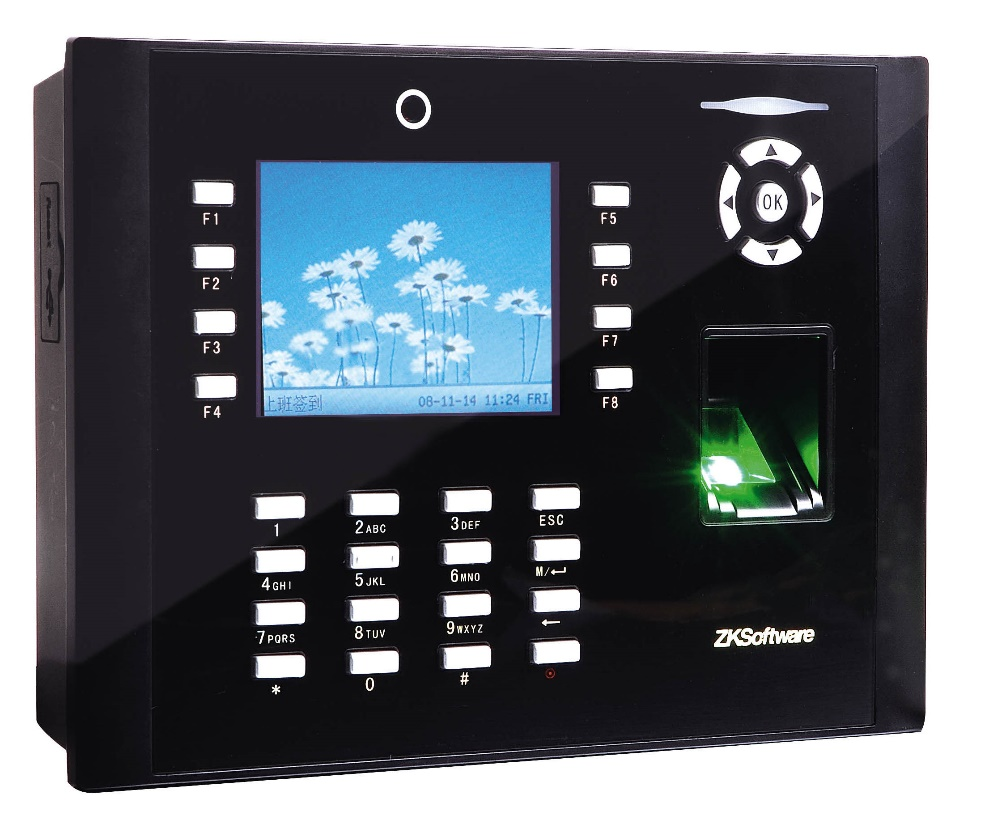 F1
F5
F2
F6
F3
F7
F4
F8
OK
上班签到 08-11-14 11:24 FRI
1 2ABC 3DEF ESC
4GHI 5JKL 6MNO M/↵
7PQRS 8TUV 9WXYZ ←
* 0 #
ZKSoftware